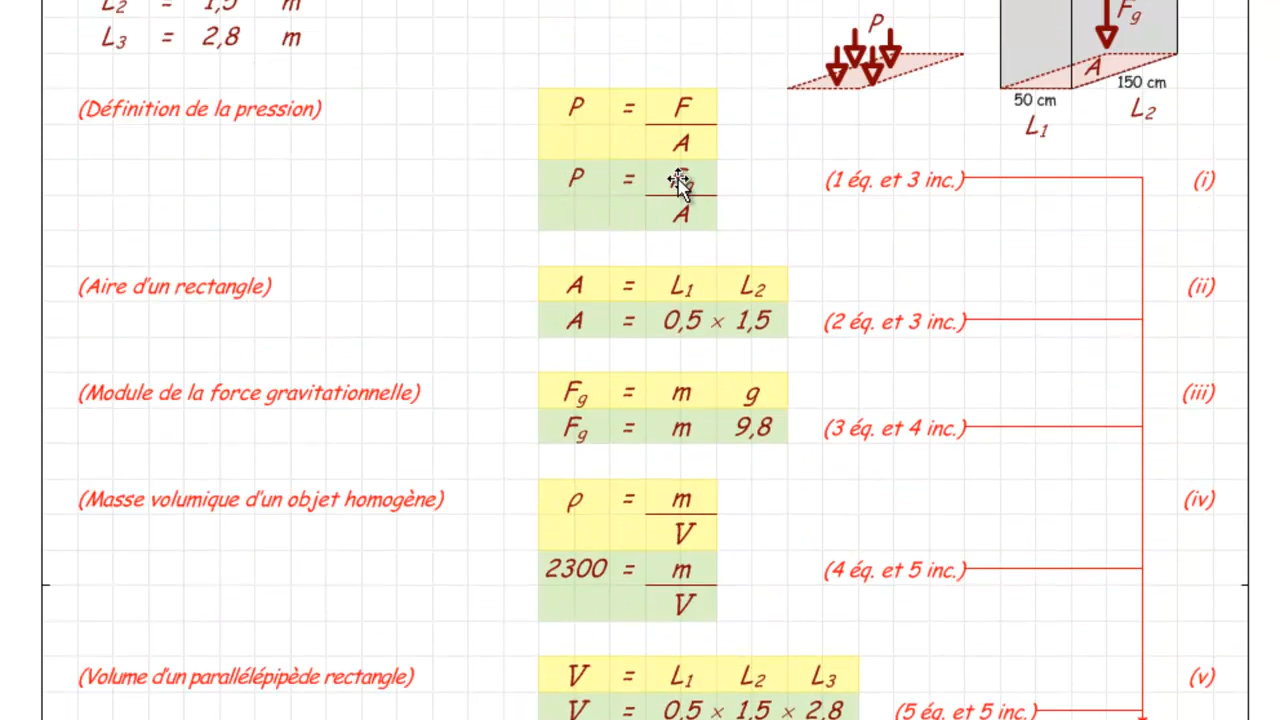 L₂ = 1,5 m
L₃ = 2,8 m
P
Fg
A
50 cm
150 cm
L₁
L₂
(Définition de la pression)
P = F
A
P =
A
(1 éq. et 3 inc.)
(i)
(Aire d'un rectangle)
A = L₁ L₂
(ii)
A = 0,5 × 1,5
(2 éq. et 3 inc.)
(Module de la force gravitationnelle)
Fg = m g
(iii)
Fg = m 9,8
(3 éq. et 4 inc.)
(Masse volumique d'un objet homogène)
ρ = m
V
(iv)
2300 = m
V
(4 éq. et 5 inc.)
(Volume d'un parallélépipède rectangle)
V = L₁ L₂ L₃
(v)
V = 0,5 × 1,5 × 2,8
(5 éq. et 5 inc.)